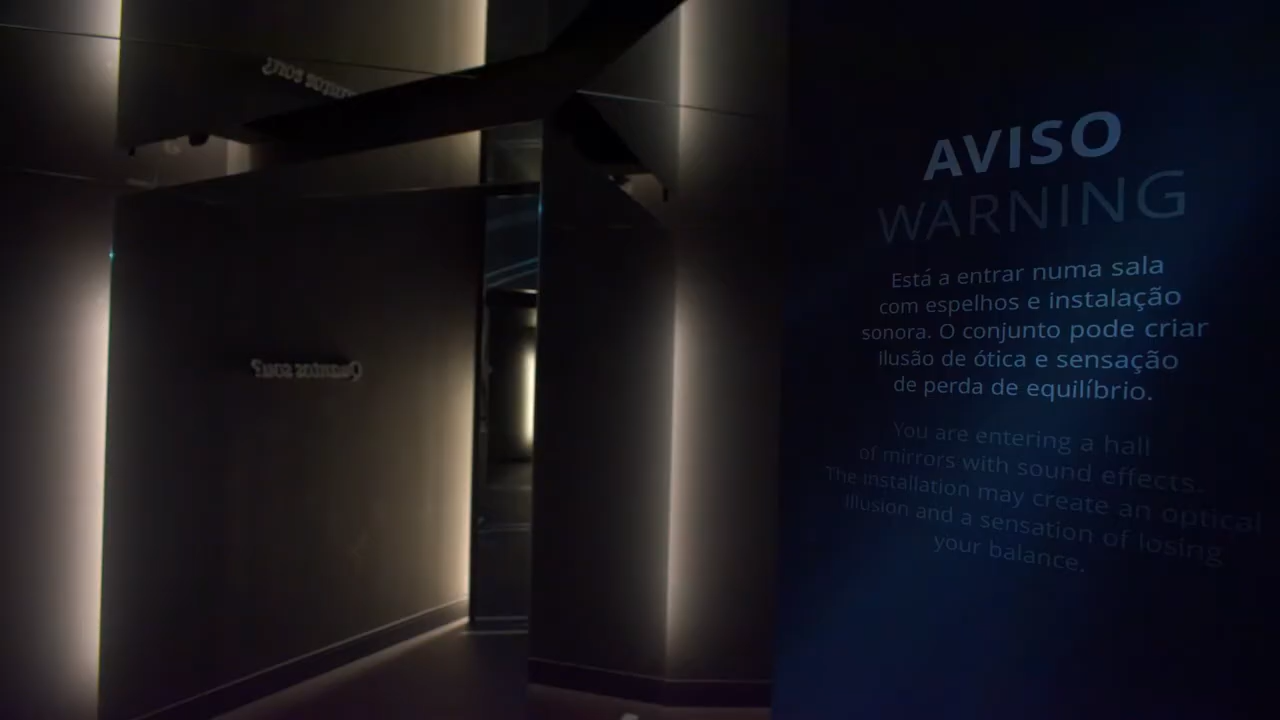 Quantos sou?
AVISO
WARNING
Está a entrar numa sala
com espelhos e instalação
sonora. O conjunto pode criar
ilusão de ótica e sensação
de perda de equilíbrio.
You are entering a hall
of mirrors with sound effects.
The installation may create an optical
illusion and a sensation of losing
your balance.